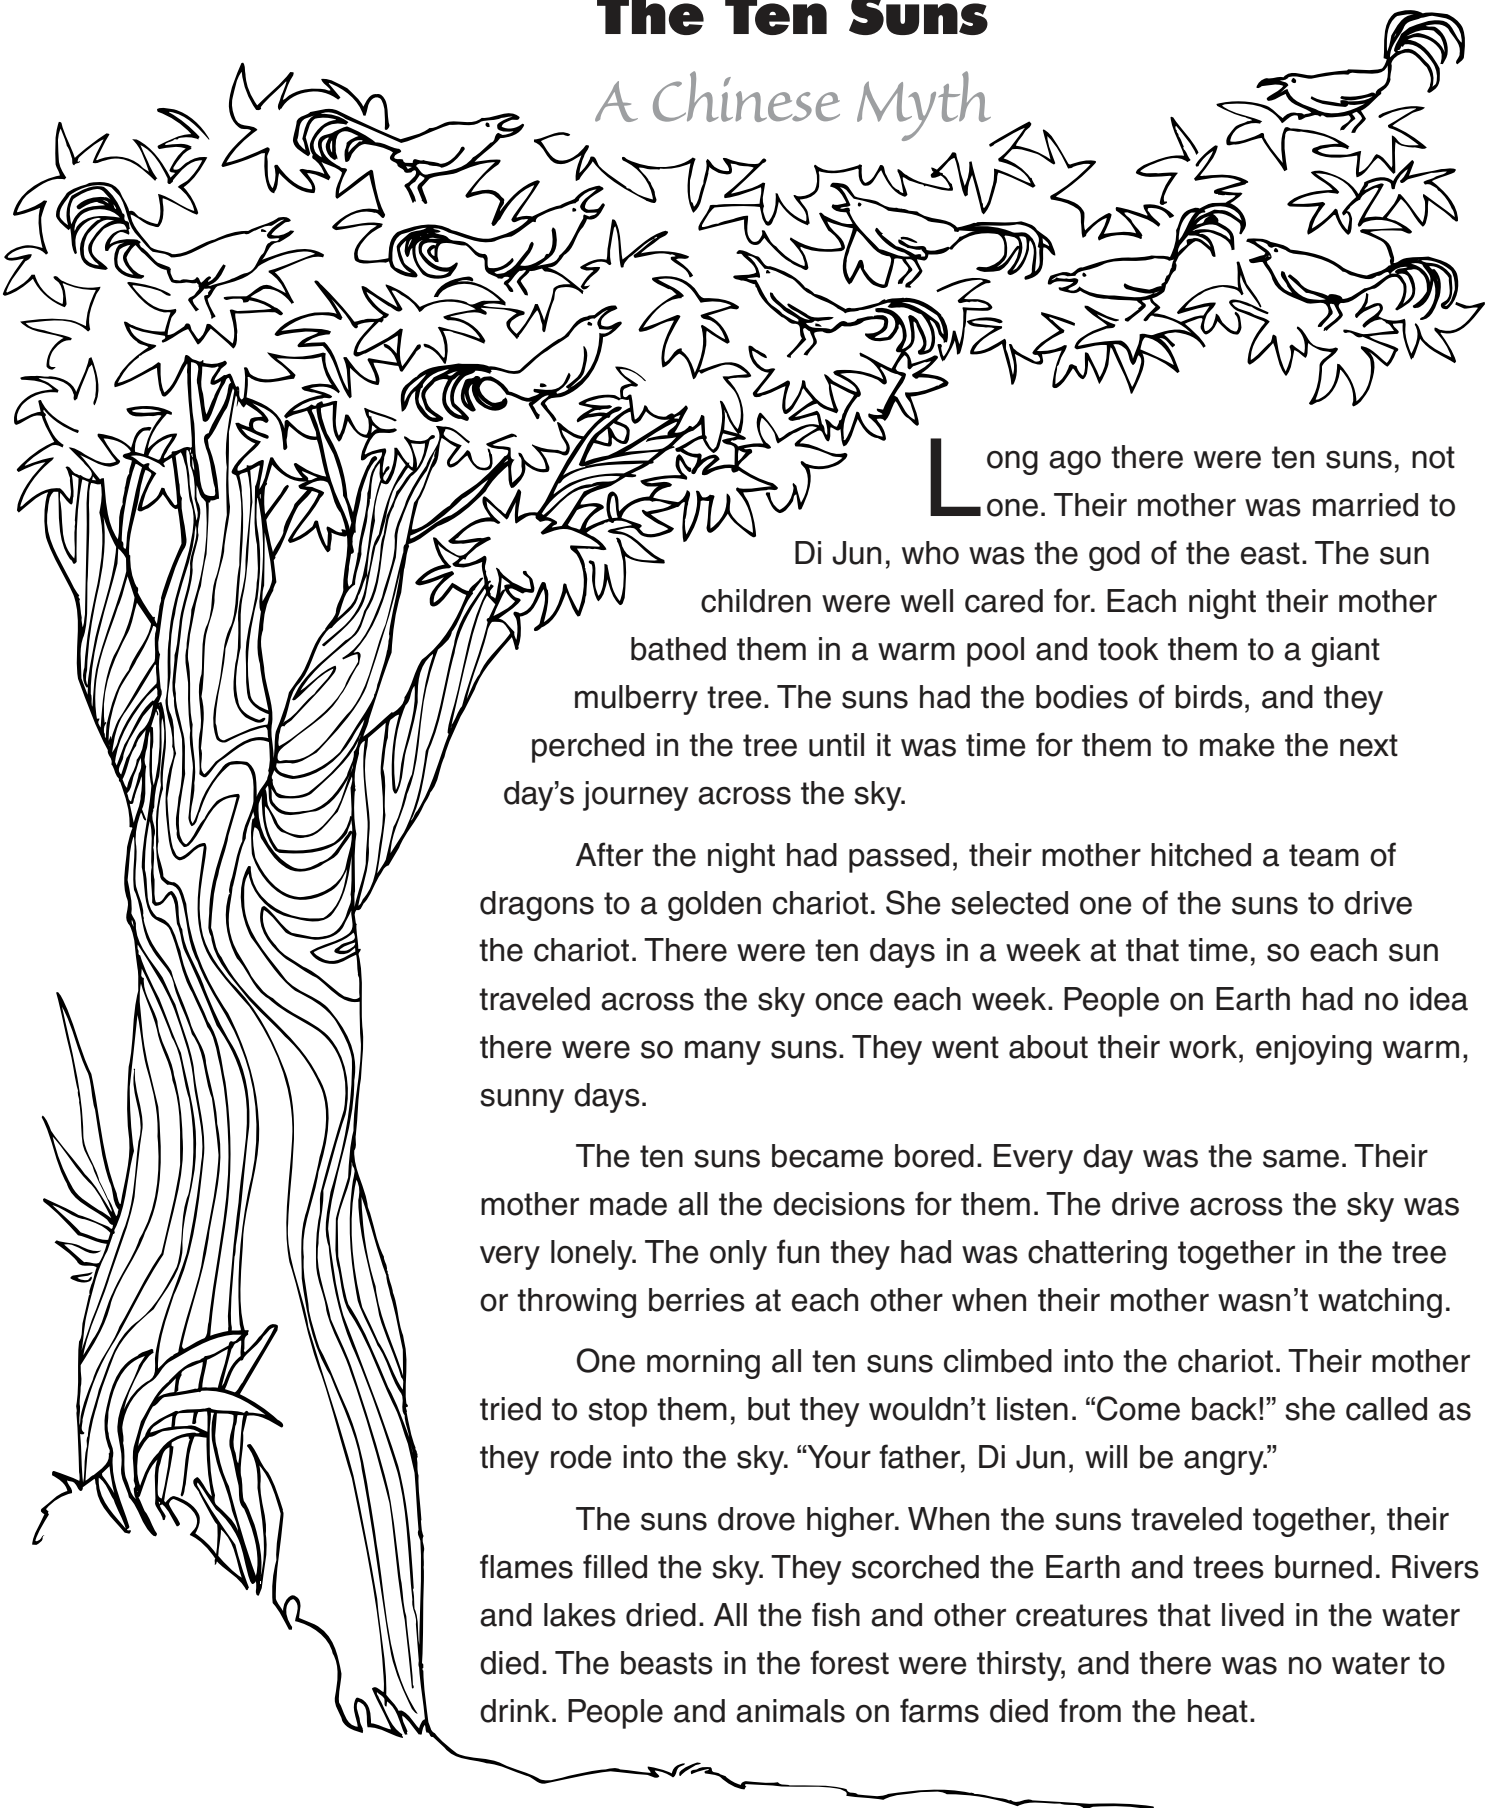 The Ten Suns
A Chinese Myth
Long ago there were ten suns, not
one. Their mother was married to
Di Jun, who was the god of the east. The sun
children were well cared for. Each night their mother
bathed them in a warm pool and took them to a giant
mulberry tree. The suns had the bodies of birds, and they
perched in the tree until it was time for them to make the next
day’s journey across the sky.
After the night had passed, their mother hitched a team of
dragons to a golden chariot. She selected one of the suns to drive
the chariot. There were ten days in a week at that time, so each sun
traveled across the sky once each week. People on Earth had no idea
there were so many suns. They went about their work, enjoying warm,
sunny days.
The ten suns became bored. Every day was the same. Their
mother made all the decisions for them. The drive across the sky was
very lonely. The only fun they had was chattering together in the tree
or throwing berries at each other when their mother wasn’t watching.
One morning all ten suns climbed into the chariot. Their mother
tried to stop them, but they wouldn’t listen. “Come back!” she called as
they rode into the sky. “Your father, Di Jun, will be angry.”
The suns drove higher. When the suns traveled together, their
flames filled the sky. They scorched the Earth and trees burned. Rivers
and lakes dried. All the fish and other creatures that lived in the water
died. The beasts in the forest were thirsty, and there was no water to
drink. People and animals on farms died from the heat.